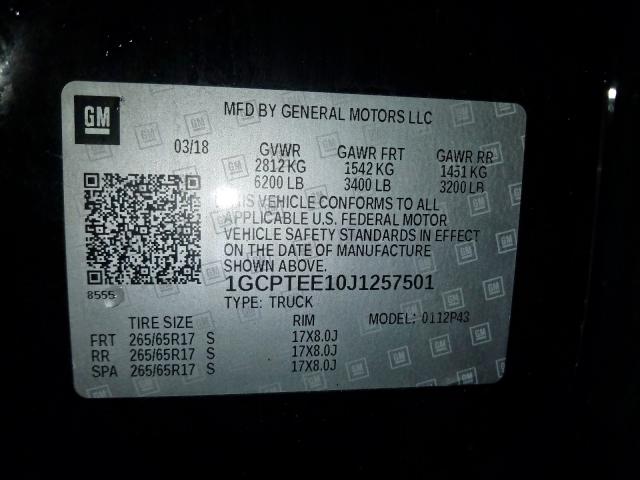 GM
MFD BY GENERAL MOTORS LLC
03/18 GVWR GAWR FRT GAWR RR
2812 KG 1542 KG 1451 KG
6200 LB 3400 LB 3200 LB
THIS VEHICLE CONFORMS TO ALL
APPLICABLE U.S. FEDERAL MOTOR
VEHICLE SAFETY STANDARDS IN EFFECT
ON THE DATE OF MANUFACTURE
SHOWN ABOVE.
8555
1GCPTEE10J1257501
TYPE: TRUCK
TIRE SIZE RIM MODEL: 0112P43
FRT 265/65R17 S 17X8.0J
RR 265/65R17 S 17X8.0J
SPA 265/65R17 S 17X8.0J